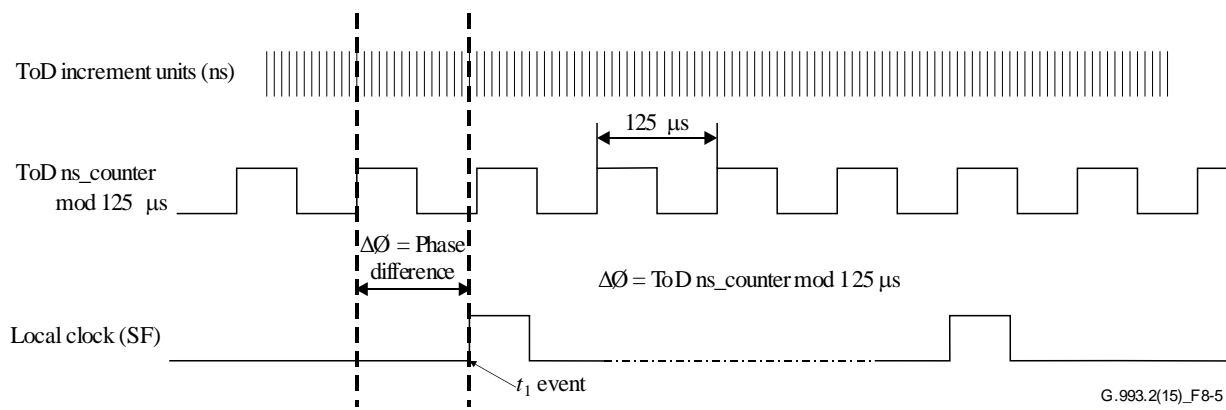 ToD increment units (ns)
125 μs
ToD ns_counter
mod 125 μs
ΔØ = Phase
difference
ΔØ = ToD ns_counter mod 125 μs
Local clock (SF)
t1 event
G.993.2(15)_F8-5